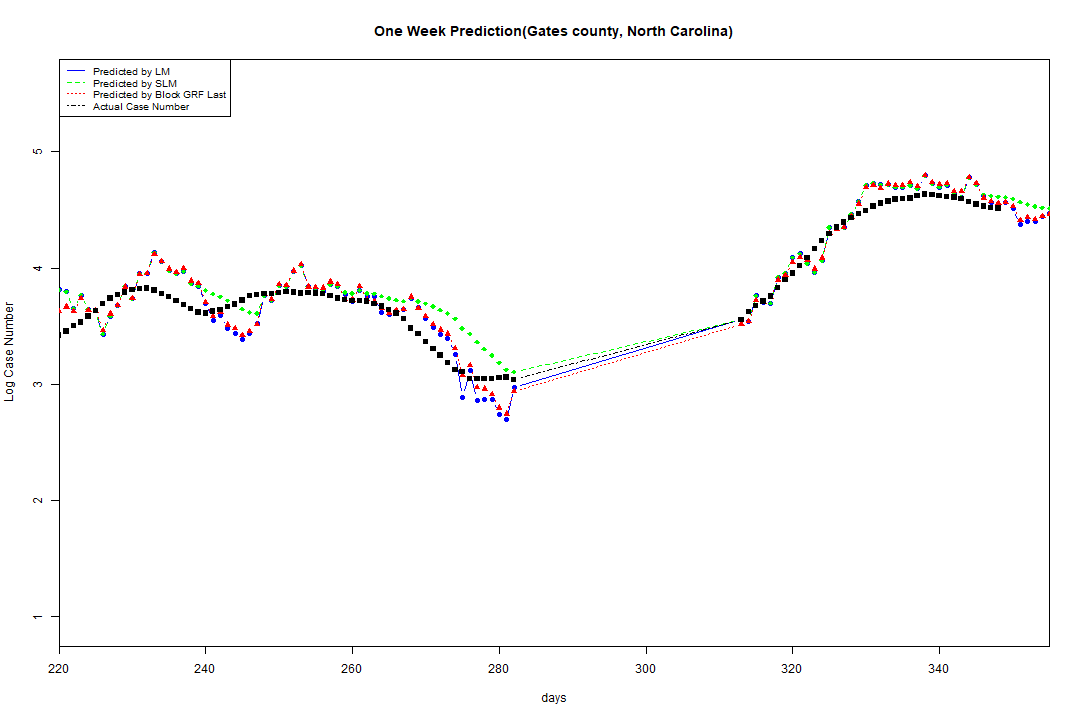 One Week Prediction(Gates county, North Carolina)
Predicted by LM
Predicted by SLM
Predicted by Block GRF Last
Actual Case Number
Log Case Number
5
4
3
2
1
220 240 260 280 300 320 340
days